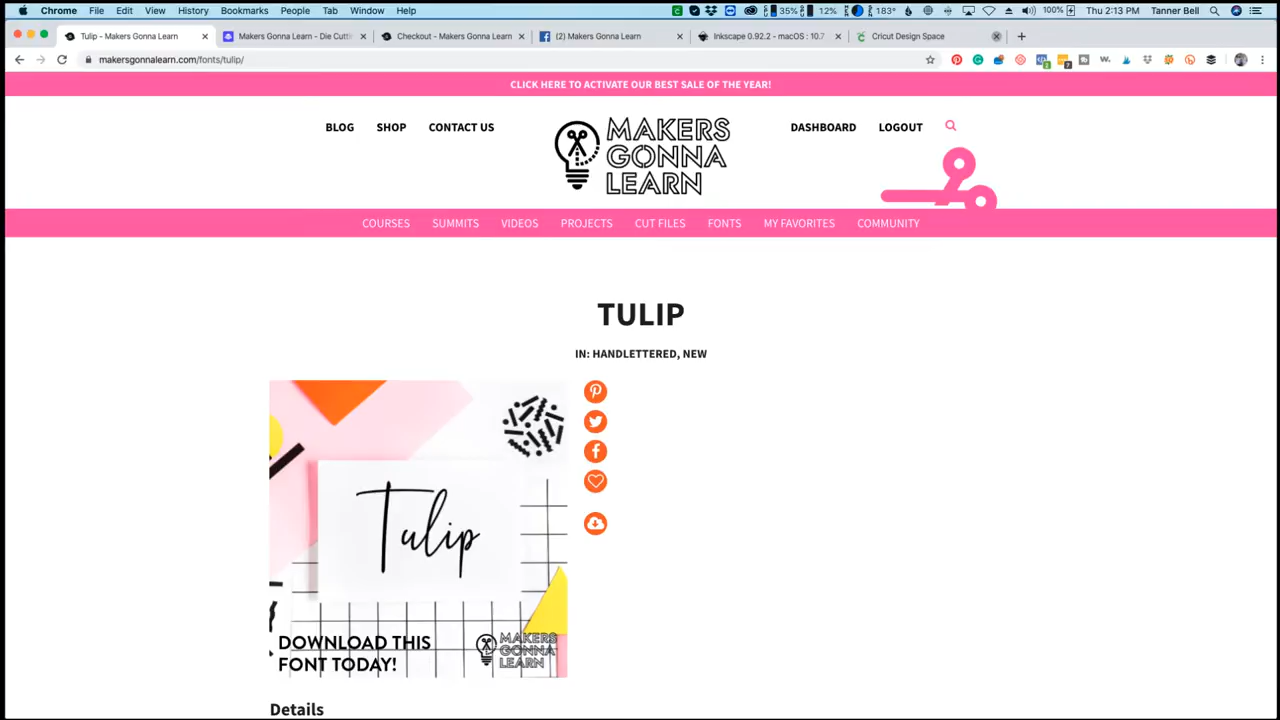 Chrome File Edit View History Bookmarks People Tab Window Help 35% 12% 183° 100% Thu 2:13 PM Tanner Bell
Tulip - Makers Gonna Learn Makers Gonna Learn - Die Cuttin Checkout - Makers Gonna Learn (2) Makers Gonna Learn Inkscape 0.92.2 - macOS : 10.7 Cricut Design Space
makersgonnalearn.com/fonts/tulip/
CLICK HERE TO ACTIVATE OUR BEST SALE OF THE YEAR!
BLOG SHOP CONTACT US
MAKERS
GONNA
LEARN
DASHBOARD LOGOUT
COURSES SUMMITS VIDEOS PROJECTS CUT FILES FONTS MY FAVORITES COMMUNITY
TULIP
IN: HANDLETTERED, NEW
Tulip
DOWNLOAD THIS
FONT TODAY!
MAKERS
GONNA
LEARN
Details